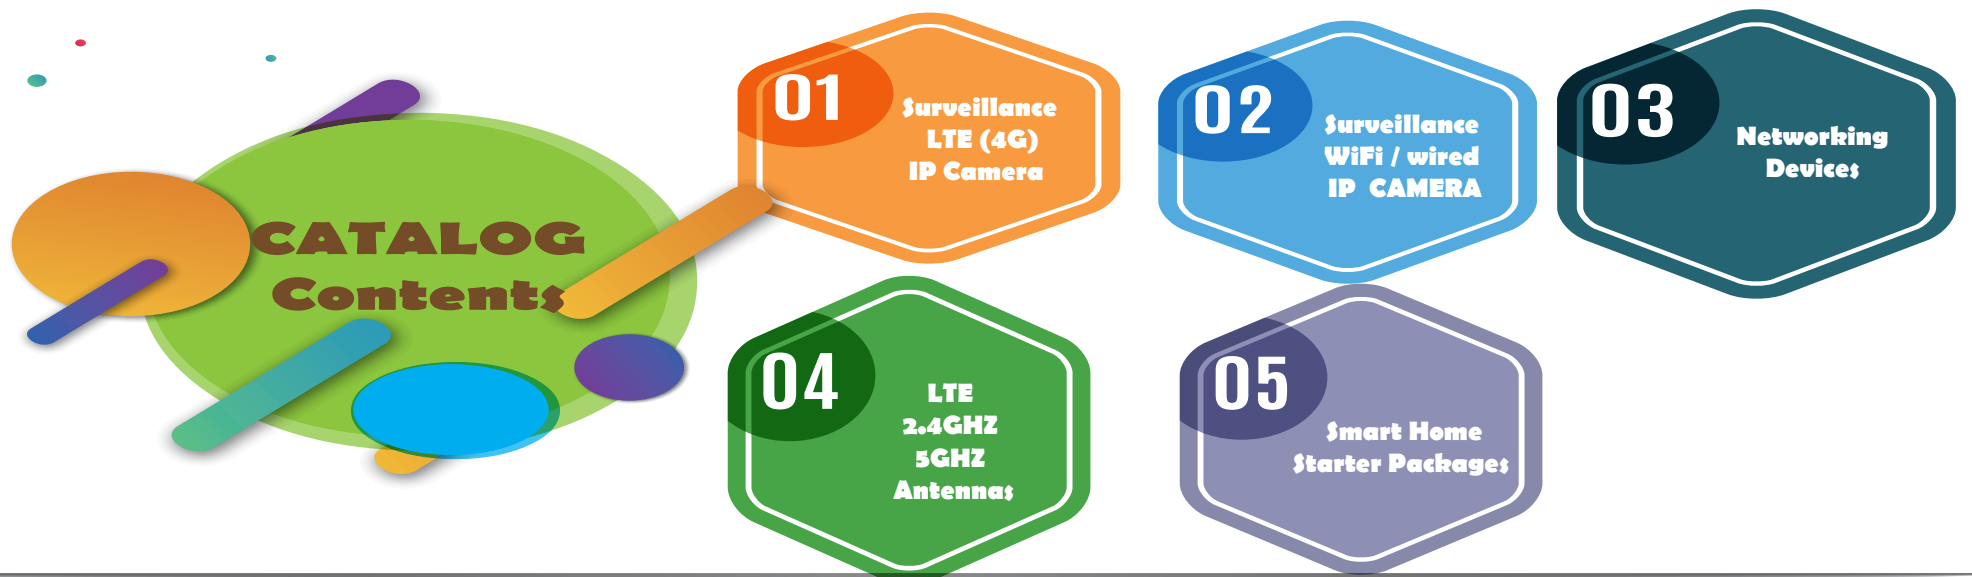 CATALOG
Contents
01
Surveillance
LTE (4G)
IP Camera
02
Surveillance
WiFi / wired
IP CAMERA
03
Networking
Devices
04
LTE
2.4GHZ
5GHZ
Antennas
05
Smart Home
Starter Packages